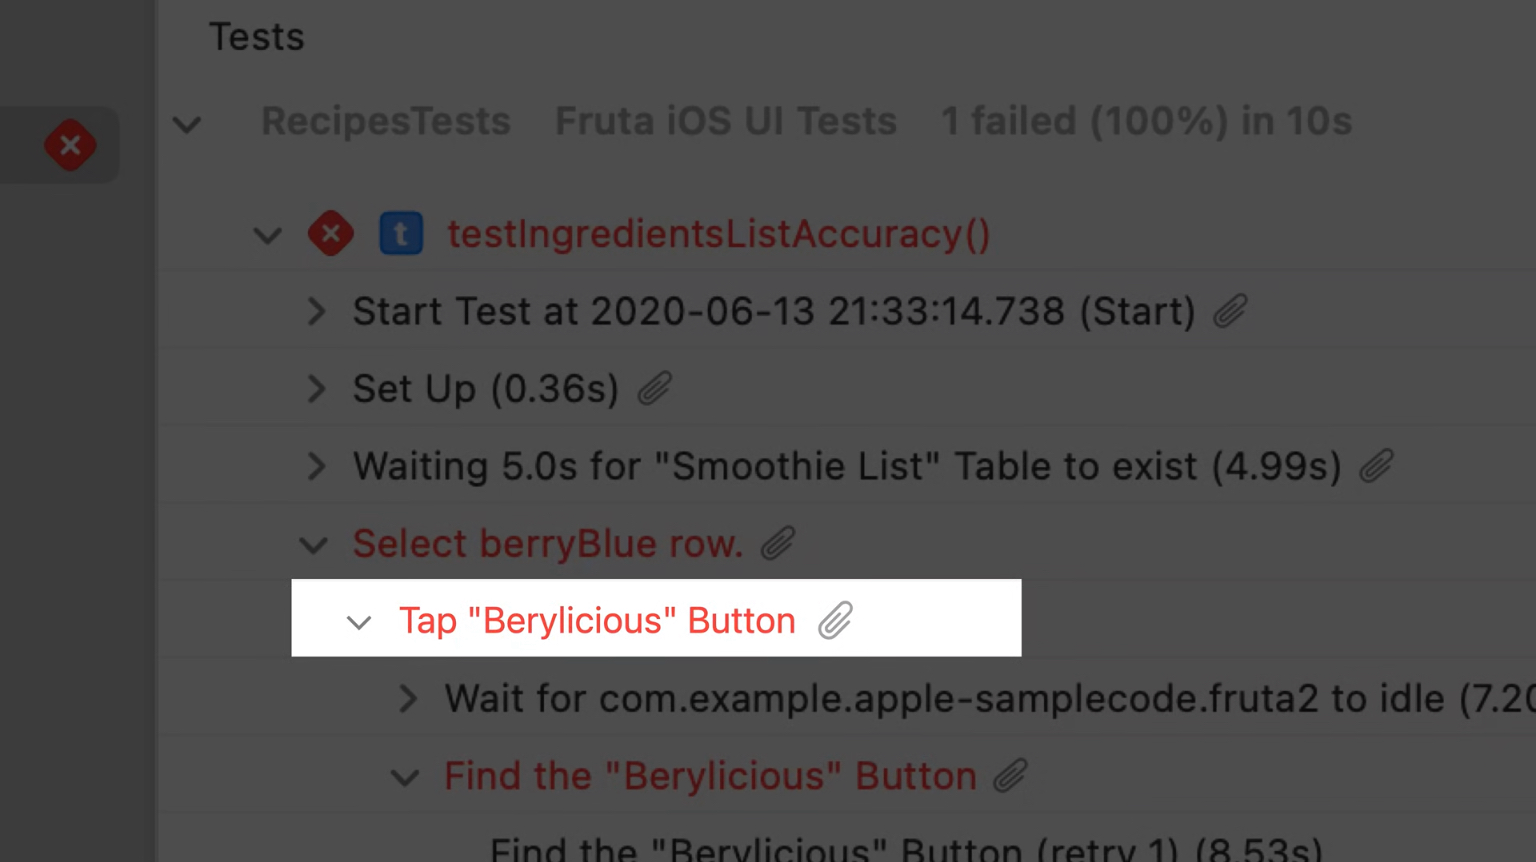 Tests
RecipesTests Fruta iOS UI Tests 1 failed (100%) in 10s
t testIngredientsListAccuracy()
Start Test at 2020-06-13 21:33:14.738 (Start)
Set Up (0.36s)
Waiting 5.0s for "Smoothie List" Table to exist (4.99s)
Select berryBlue row.
Tap "Berylicious" Button
Wait for com.example.apple-samplecode.fruta2 to idle (7.20
Find the "Berylicious" Button
Find the "Berylicious" Button (retry 1) (8.53s)